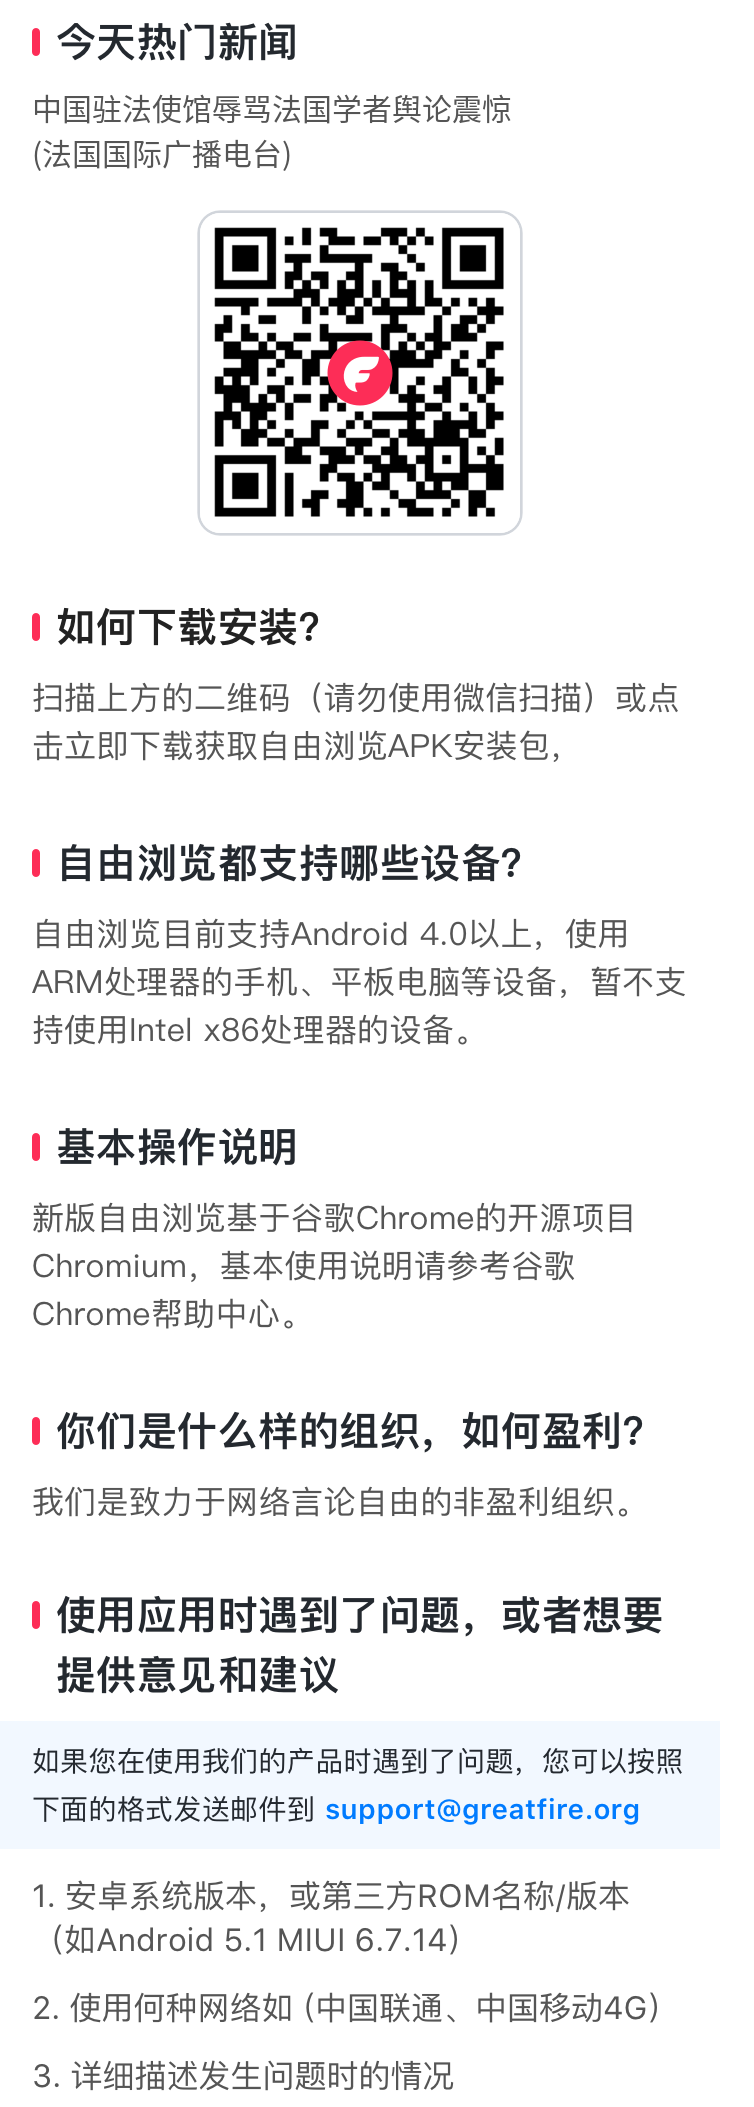 今天热门新闻
中国驻法使馆辱骂法国学者舆论震惊
(法国国际广播电台)
如何下载安装?
扫描上方的二维码（请勿使用微信扫描）或点
击立即下载获取自由浏览APK安装包，
自由浏览都支持哪些设备?
自由浏览目前支持Android 4.0以上，使用
ARM处理器的手机、平板电脑等设备，暂不支
持使用Intel x86处理器的设备。
基本操作说明
新版自由浏览基于谷歌Chrome的开源项目
Chromium，基本使用说明请参考谷歌
Chrome帮助中心。
你们是什么样的组织，如何盈利?
我们是致力于网络言论自由的非盈利组织。
使用应用时遇到了问题，或者想要
提供意见和建议
如果您在使用我们的产品时遇到了问题，您可以按照
下面的格式发送邮件到 support@greatfire.org
1. 安卓系统版本，或第三方ROM名称/版本
（如Android 5.1 MIUI 6.7.14）
2. 使用何种网络如 (中国联通、中国移动4G）
3. 详细描述发生问题时的情况